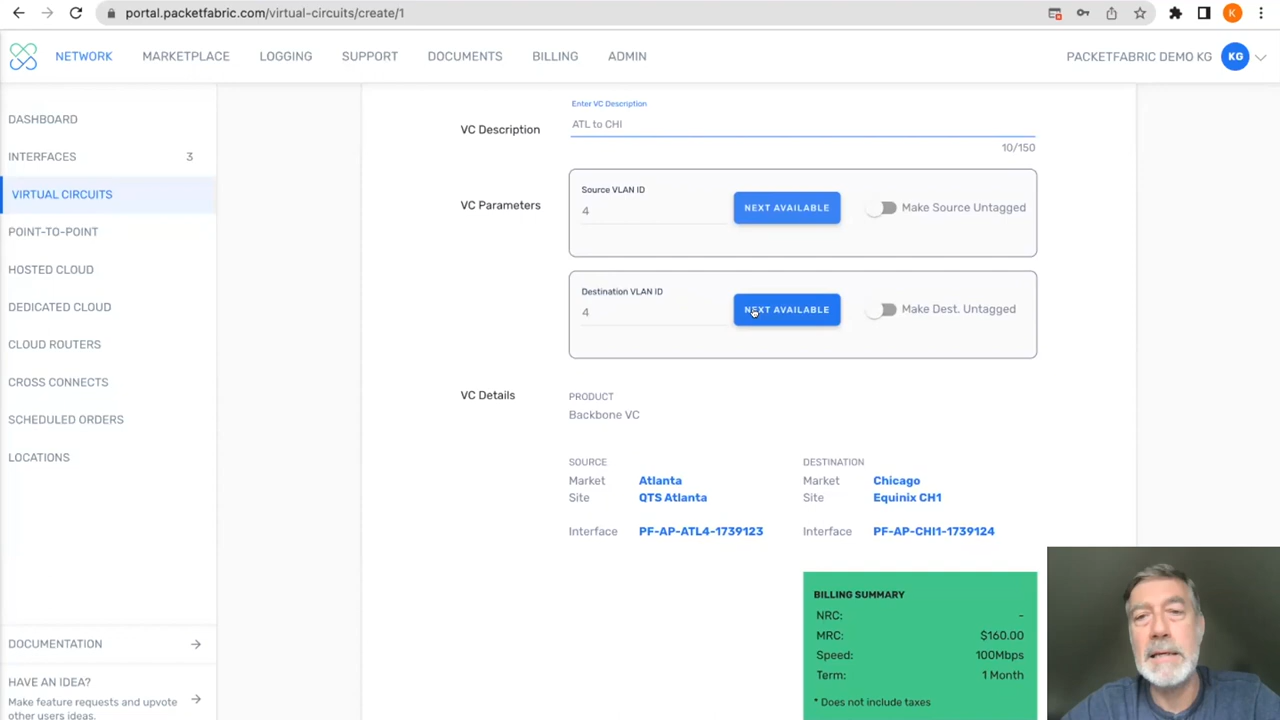 portal.packetfabric.com/virtual-circuits/create/1
K
NETWORK
MARKETPLACE
LOGGING
SUPPORT
DOCUMENTS
BILLING
ADMIN
PACKETFABRIC DEMO KG
KG
DASHBOARD
INTERFACES 3
VIRTUAL CIRCUITS
POINT-TO-POINT
HOSTED CLOUD
DEDICATED CLOUD
CLOUD ROUTERS
CROSS CONNECTS
SCHEDULED ORDERS
LOCATIONS
DOCUMENTATION
HAVE AN IDEA?
Make feature requests and upvote
other users ideas.
Enter VC Description
VC Description
ATL to CHI
10/150
VC Parameters
Source VLAN ID
4
NEXT AVAILABLE
Make Source Untagged
Destination VLAN ID
4
NEXT AVAILABLE
Make Dest. Untagged
VC Details
PRODUCT
Backbone VC
SOURCE
Market Atlanta
Site QTS Atlanta
Interface PF-AP-ATL4-1739123
DESTINATION
Market Chicago
Site Equinix CH1
Interface PF-AP-CHI1-1739124
BILLING SUMMARY
NRC: -
MRC: $160.00
Speed: 100Mbps
Term: 1 Month
* Does not include taxes